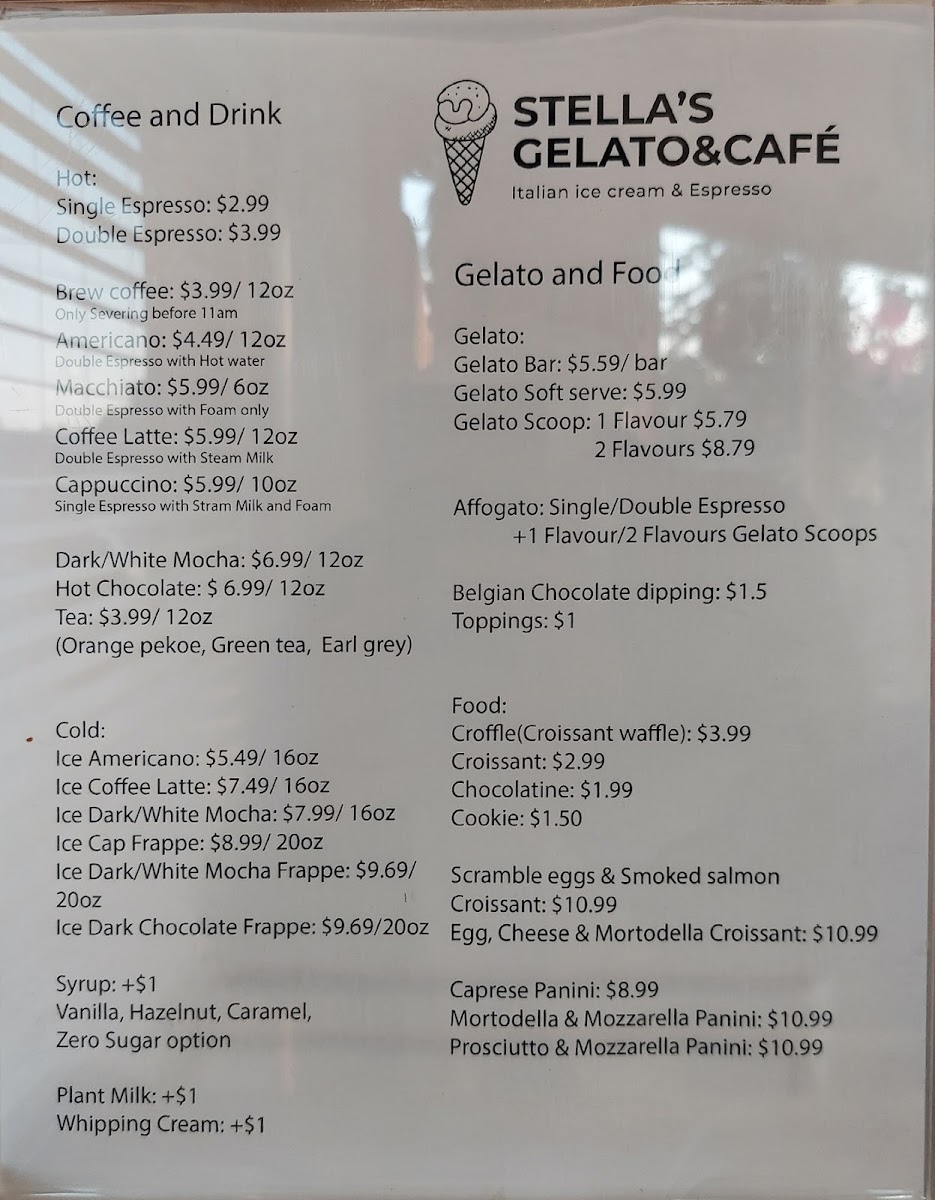 Coffee and Drink
Hot:
Single Espresso: $2.99
Double Espresso: $3.99
Brew coffee: $3.99/ 12oz
Only Severing before 11am
Americano: $4.49/ 12oz
Double Espresso with Hot water
Macchiato: $5.99/ 6oz
Double Espresso with Foam only
Coffee Latte: $5.99/ 12oz
Double Espresso with Steam Milk
Cappuccino: $5.99/ 10oz
Single Espresso with Stram Milk and Foam
Dark/White Mocha: $6.99/ 12oz
Hot Chocolate: $ 6.99/ 12oz
Tea: $3.99/ 12oz
(Orange pekoe, Green tea, Earl grey)
Cold:
Ice Americano: $5.49/ 16oz
Ice Coffee Latte: $7.49/ 16oz
Ice Dark/White Mocha: $7.99/ 16oz
Ice Cap Frappe: $8.99/ 20oz
Ice Dark/White Mocha Frappe: $9.69/
20oz
Ice Dark Chocolate Frappe: $9.69/20oz
Syrup: +$1
Vanilla, Hazelnut, Caramel,
Zero Sugar option
Plant Milk: +$1
Whipping Cream: +$1
STELLA'S
GELATO&CAFÉ
Italian ice cream & Espresso
Gelato and Food
Gelato:
Gelato Bar: $5.59/ bar
Gelato Soft serve: $5.99
Gelato Scoop: 1 Flavour $5.79
2 Flavours $8.79
Affogato: Single/Double Espresso
+1 Flavour/2 Flavours Gelato Scoops
Belgian Chocolate dipping: $1.5
Toppings: $1
Food:
Croffle(Croissant waffle): $3.99
Croissant: $2.99
Chocolatine: $1.99
Cookie: $1.50
Scramble eggs & Smoked salmon
Croissant: $10.99
Egg, Cheese & Mortodella Croissant: $10.99
Caprese Panini: $8.99
Mortodella & Mozzarella Panini: $10.99
Prosciutto & Mozzarella Panini: $10.99